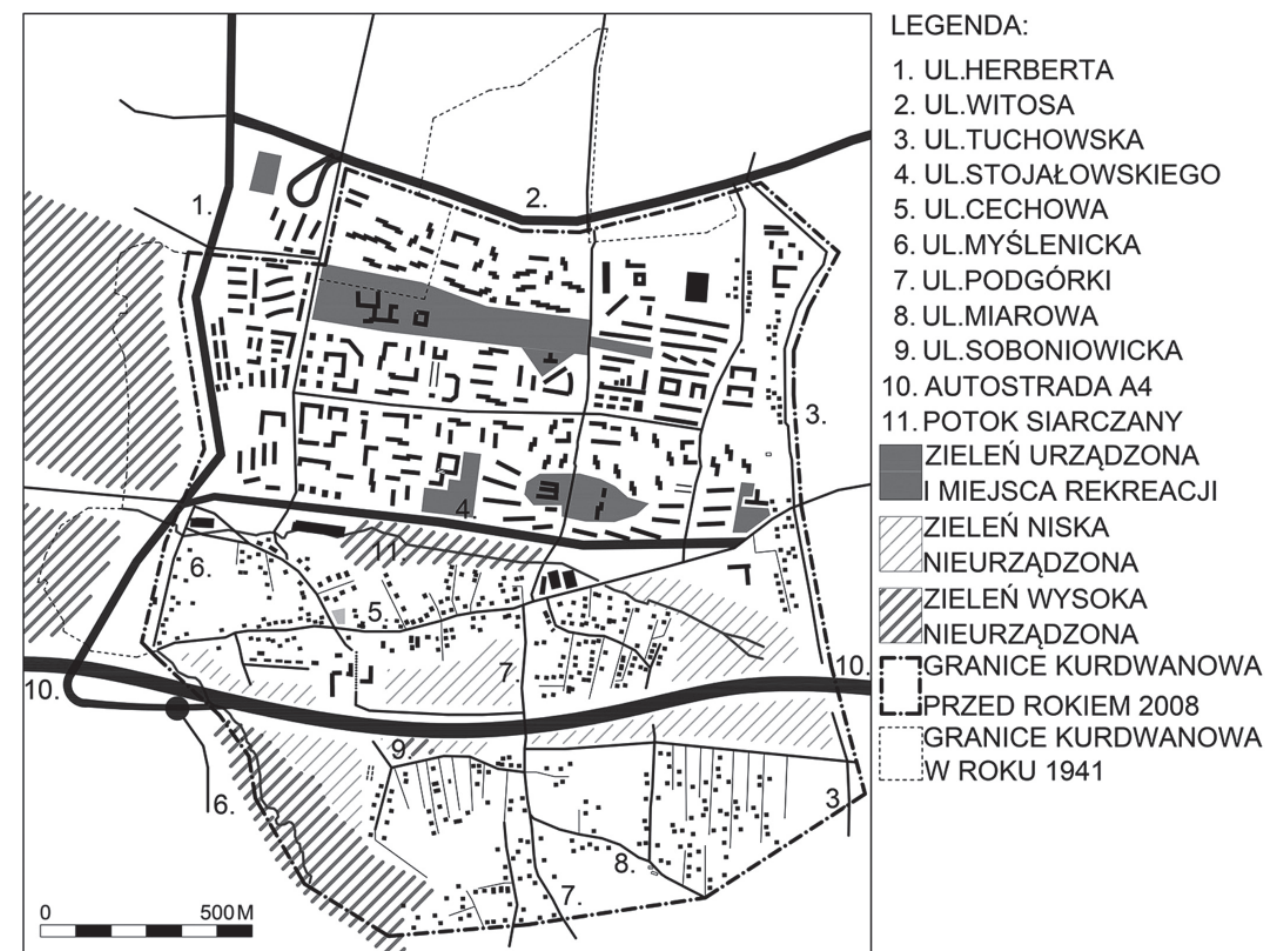 LEGENDA:
1. UL.HERBERTA
2. UL.WITOSA
3. UL.TUCHOWSKA
4. UL.STOJAŁOWSKIEGO
5. UL.CECHOWA
6. UL.MYŚLENICKA
7. UL.PODGÓRKI
8. UL.MIAROWA
9. UL.SOBONIOWICKA
10. AUTOSTRADA A4
11. POTOK SIARCZANY
ZIELEŃ URZĄDZONA
I MIEJSCA REKREACJI
ZIELEŃ NISKA
NIEURZĄDZONA
ZIELEŃ WYSOKA
NIEURZĄDZONA
GRANICE KURDWANOWA
PRZED ROKIEM 2008
GRANICE KURDWANOWA
W ROKU 1941
1.
2.
3.
4.
11.
6.
5.
7.
10.
10.
9.
6.
3
8.
7.
0 500M